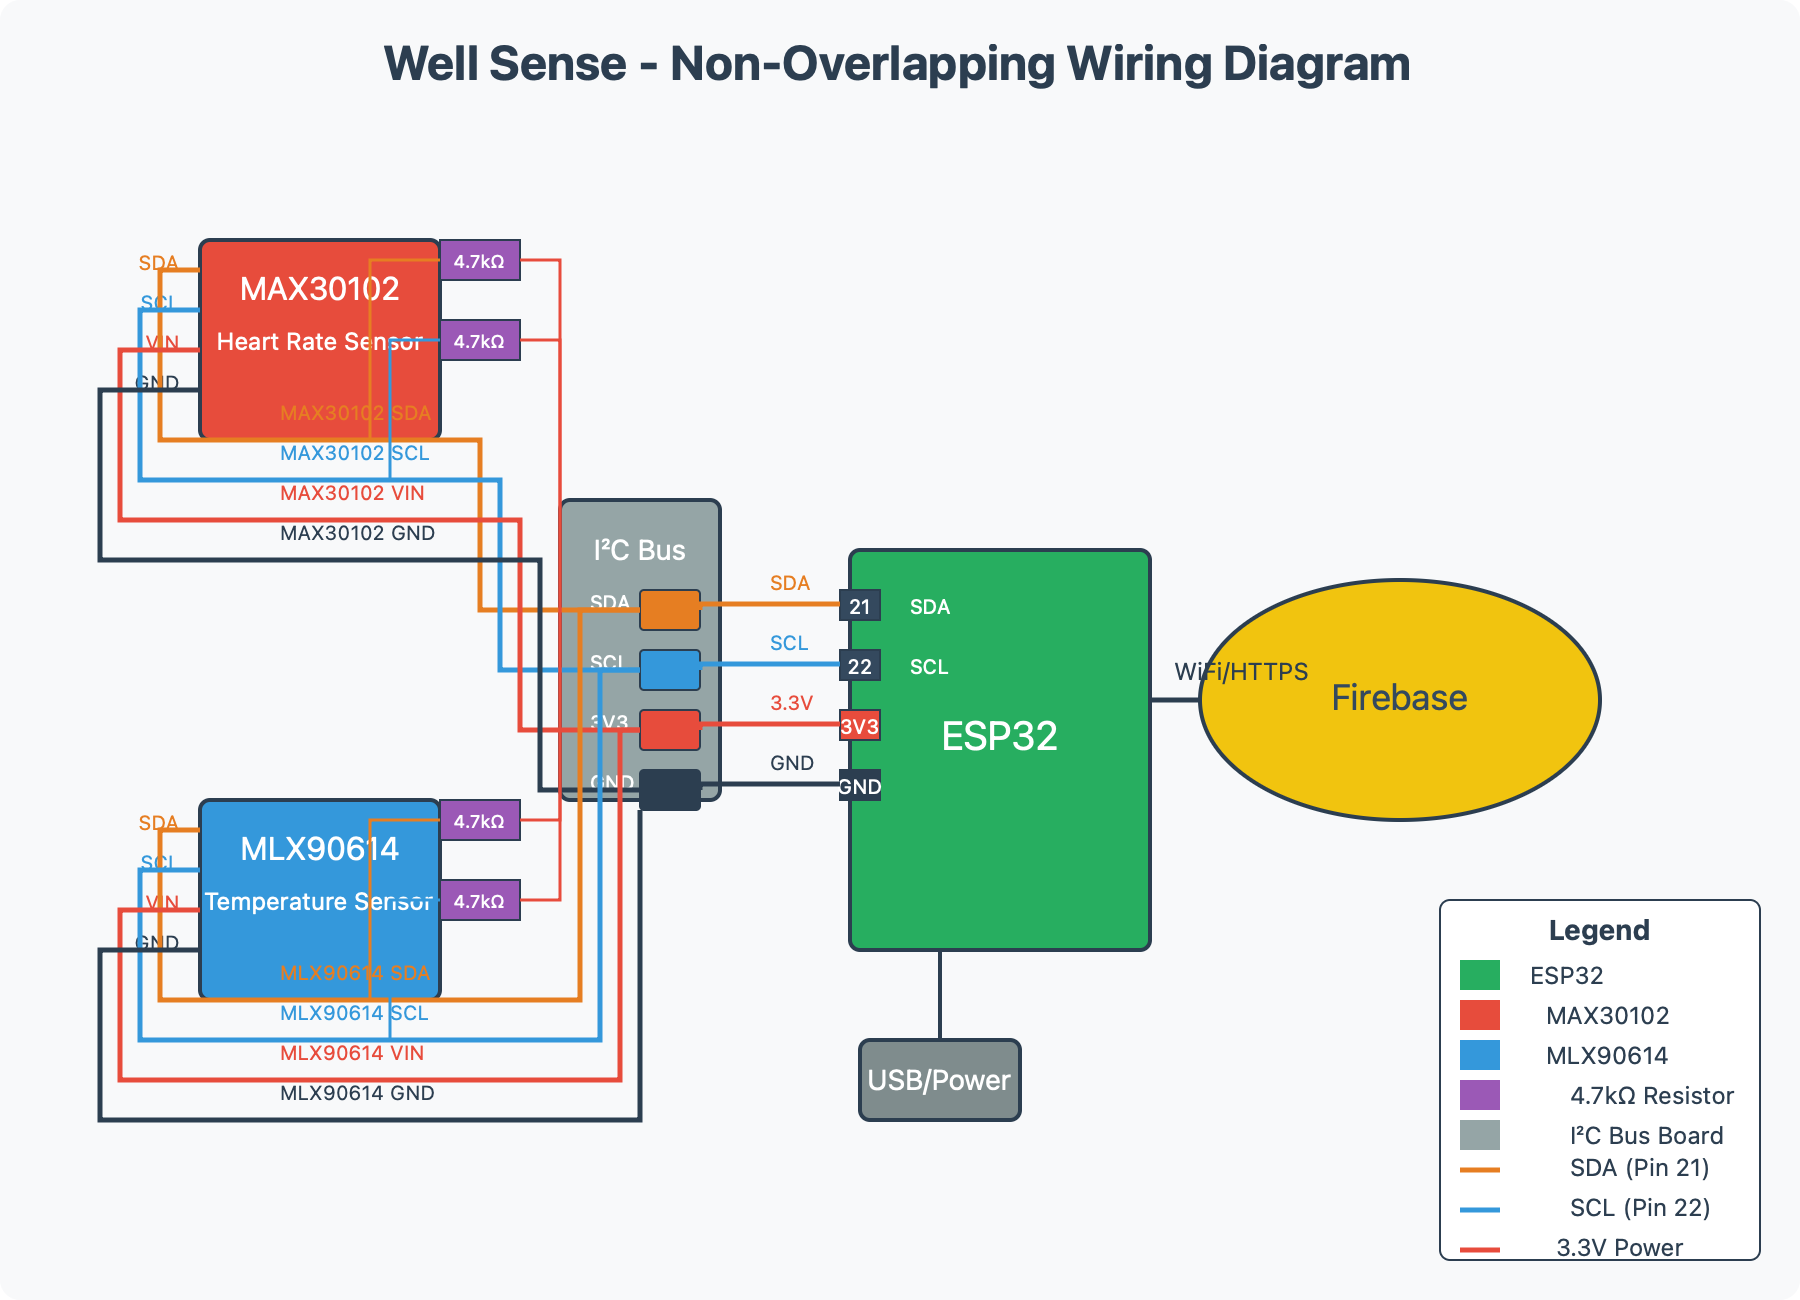 Well Sense - Non-Overlapping Wiring Diagram
SDA
SCL
VIN
GND
MAX30102
Heart Rate Sensor
4.7kΩ
4.7kΩ
MAX30102 SDA
MAX30102 SCL
MAX30102 VIN
MAX30102 GND
I²C Bus
SDA
SCL
3V3
GND
SDA
SCL
3.3V
GND
21
22
3V3
GND
SDA
SCL
ESP32
WiFi/HTTPS
Firebase
SDA
SCL
VIN
GND
MLX90614
Temperature Sensor
4.7kΩ
4.7kΩ
MLX90614 SDA
MLX90614 SCL
MLX90614 VIN
MLX90614 GND
USB/Power
Legend
ESP32
MAX30102
MLX90614
4.7kΩ Resistor
I²C Bus Board
SDA (Pin 21)
SCL (Pin 22)
3.3V Power